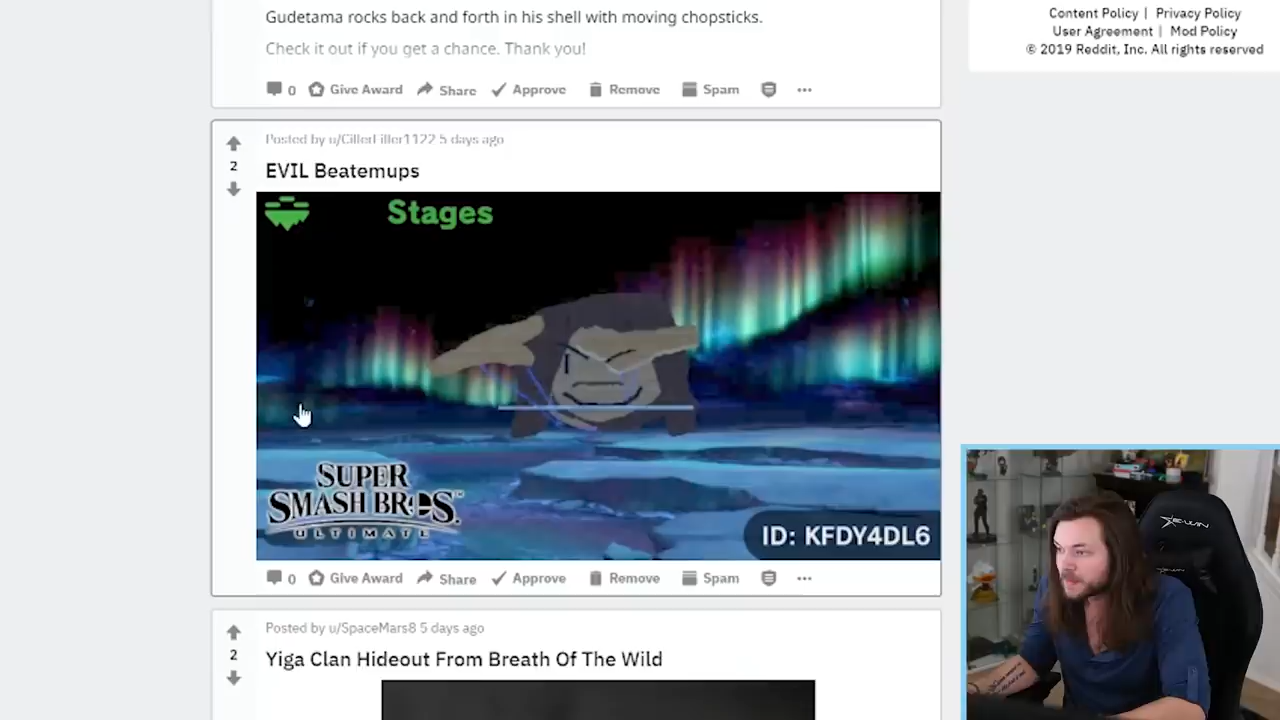 Gudetama rocks back and forth in his shell with moving chopsticks.
Check it out if you get a chance. Thank you!
0 Give Award Share Approve Remove Spam
Content Policy | Privacy Policy
User Agreement | Mod Policy
© 2019 Reddit, Inc. All rights reserved
Posted by 5 days ago
2
EVIL Beatemups
Stages
SUPER
SMASH BROS.™
ULTIMATE
ID: KFDY4DL6
0 Give Award Share Approve Remove Spam
Posted by u/SpaceMars8 5 days ago
2
Yiga Clan Hideout From Breath Of The Wild